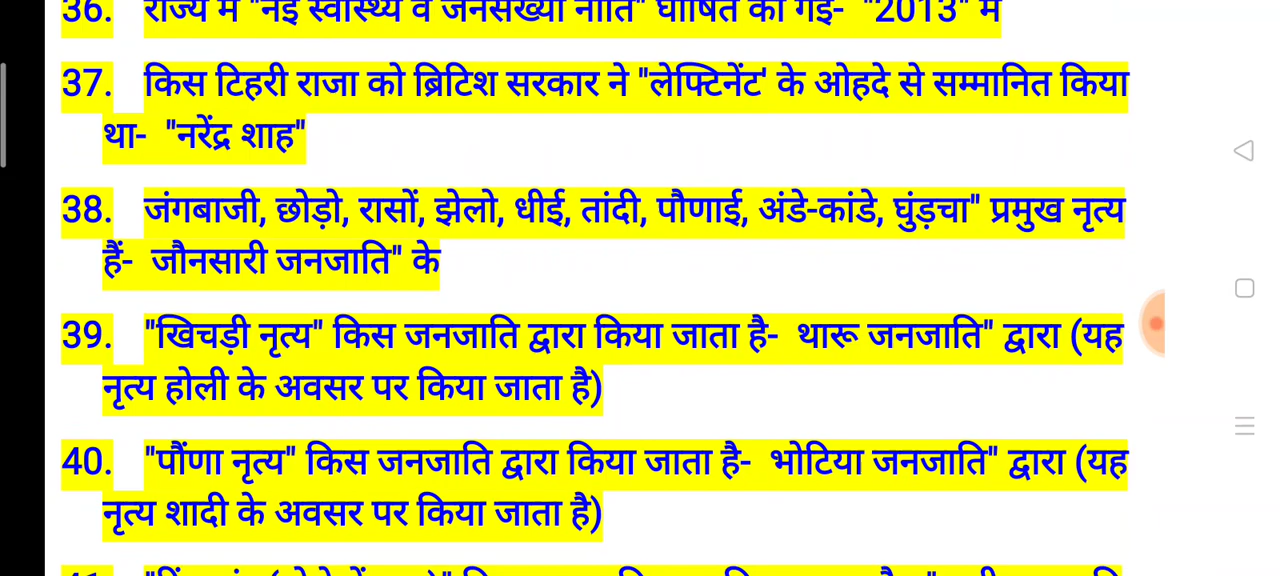 36. राज्य में "नई स्वास्थ्य व जनसंख्या नीति" घोषित की गई- "2013" में
37. किस टिहरी राजा को ब्रिटिश सरकार ने "लेफ्टिनेंट' के ओहदे से सम्मानित किया
था- "नरेंद्र शाह"
38. जंगबाजी, छोड़ो, रासों, झेलो, धीई, तांदी, पौणाई, अंडे-कांडे, घुंड़चा" प्रमुख नृत्य
हैं- जौनसारी जनजाति" के
39. "खिचड़ी नृत्य" किस जनजाति द्वारा किया जाता है- थारू जनजाति" द्वारा (यह
नृत्य होली के अवसर पर किया जाता है)
40. "पौंणा नृत्य" किस जनजाति द्वारा किया जाता है- भोटिया जनजाति" द्वारा (यह
नृत्य शादी के अवसर पर किया जाता है)